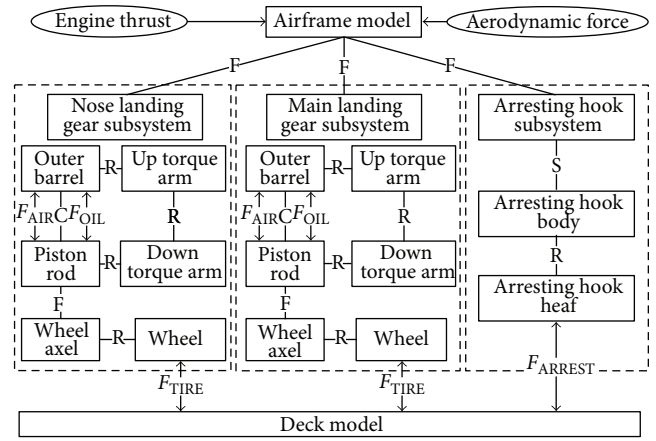 Engine thrust
Airframe model
Aerodynamic force
F
F
F
Nose landing
gear subsystem
Main landing
gear subsystem
Arresting hook
subsystem
Outer
barrel
R
Up torque
arm
Outer
barrel
R
Up torque
arm
S
F_AIR C F_OIL
R
F_AIR C F_OIL
R
Arresting hook
body
Piston
rod
R
Down
torque arm
Piston
rod
R
Down
torque arm
R
Arresting hook
heaf
F
F
Wheel
axel
R
Wheel
Wheel
axel
R
Wheel
F_ARREST
F_TIRE
F_TIRE
Deck model